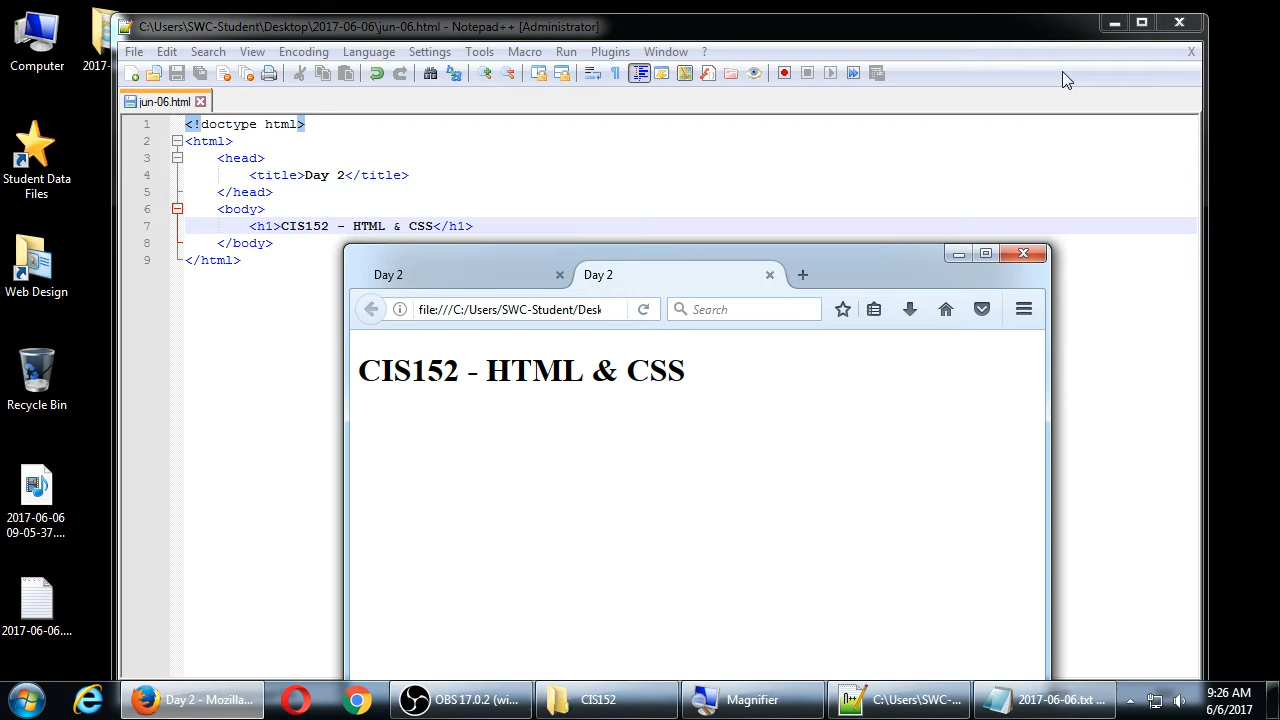 C:\Users\SWC-Student\Desktop\2017-06-06\jun-06.html - Notepad++ [Administrator]
File Edit Search View Encoding Language Settings Tools Macro Run Plugins Window ? X
jun-06.html
1 <!doctype html>
2 <html>
3 <head>
4 <title>Day 2</title>
5 </head>
6 <body>
7 <h1>CIS152 - HTML & CSS</h1>
8 </body>
9 </html>
Day 2
Day 2
file:///C:/Users/SWC-Student/Desk
Search
CIS152 - HTML & CSS
Computer
2017-
Student Data
Files
Web Design
Recycle Bin
2017-06-06
09-05-37....
2017-06-06....
Day 2 - Mozilla...
OBS 17.0.2 (wi...
CIS152
Magnifier
C:\Users\SWC-...
2017-06-06.txt ...
9:26 AM
6/6/2017